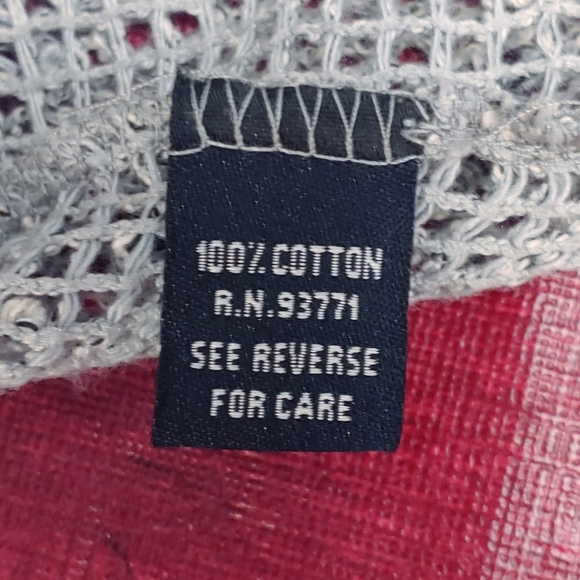 100% COTTON
R.N.93771
SEE REVERSE
FOR CARE